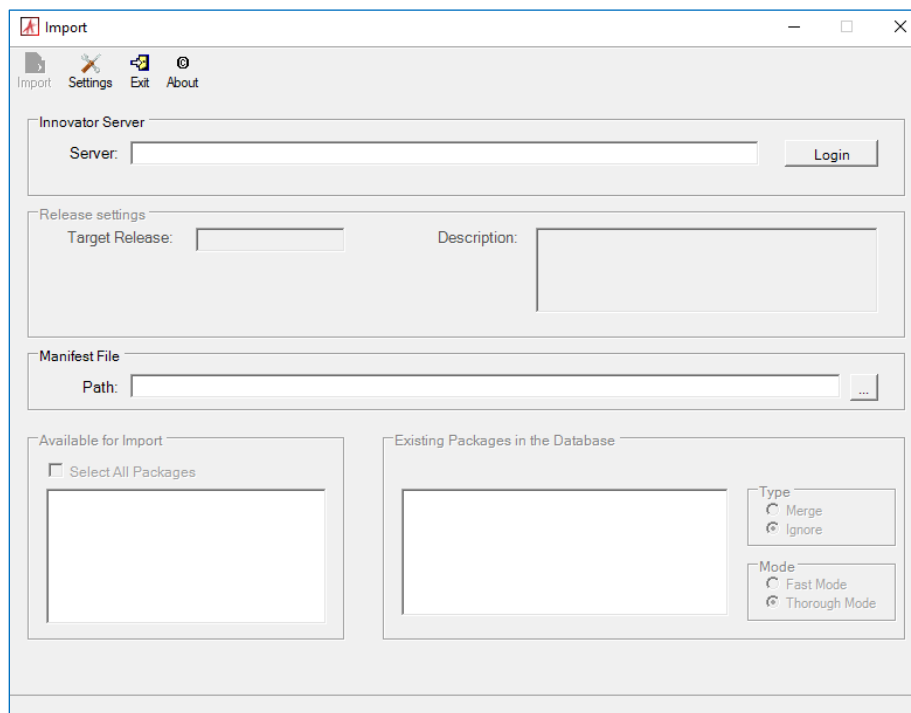 Import
Import Settings Exit About
Innovator Server
Server: Login
Release settings
Target Release: Description:
Manifest File
Path: ...
Available for Import Existing Packages in the Database
Select All Packages
Type
Merge
Ignore
Mode
Fast Mode
Thorough Mode